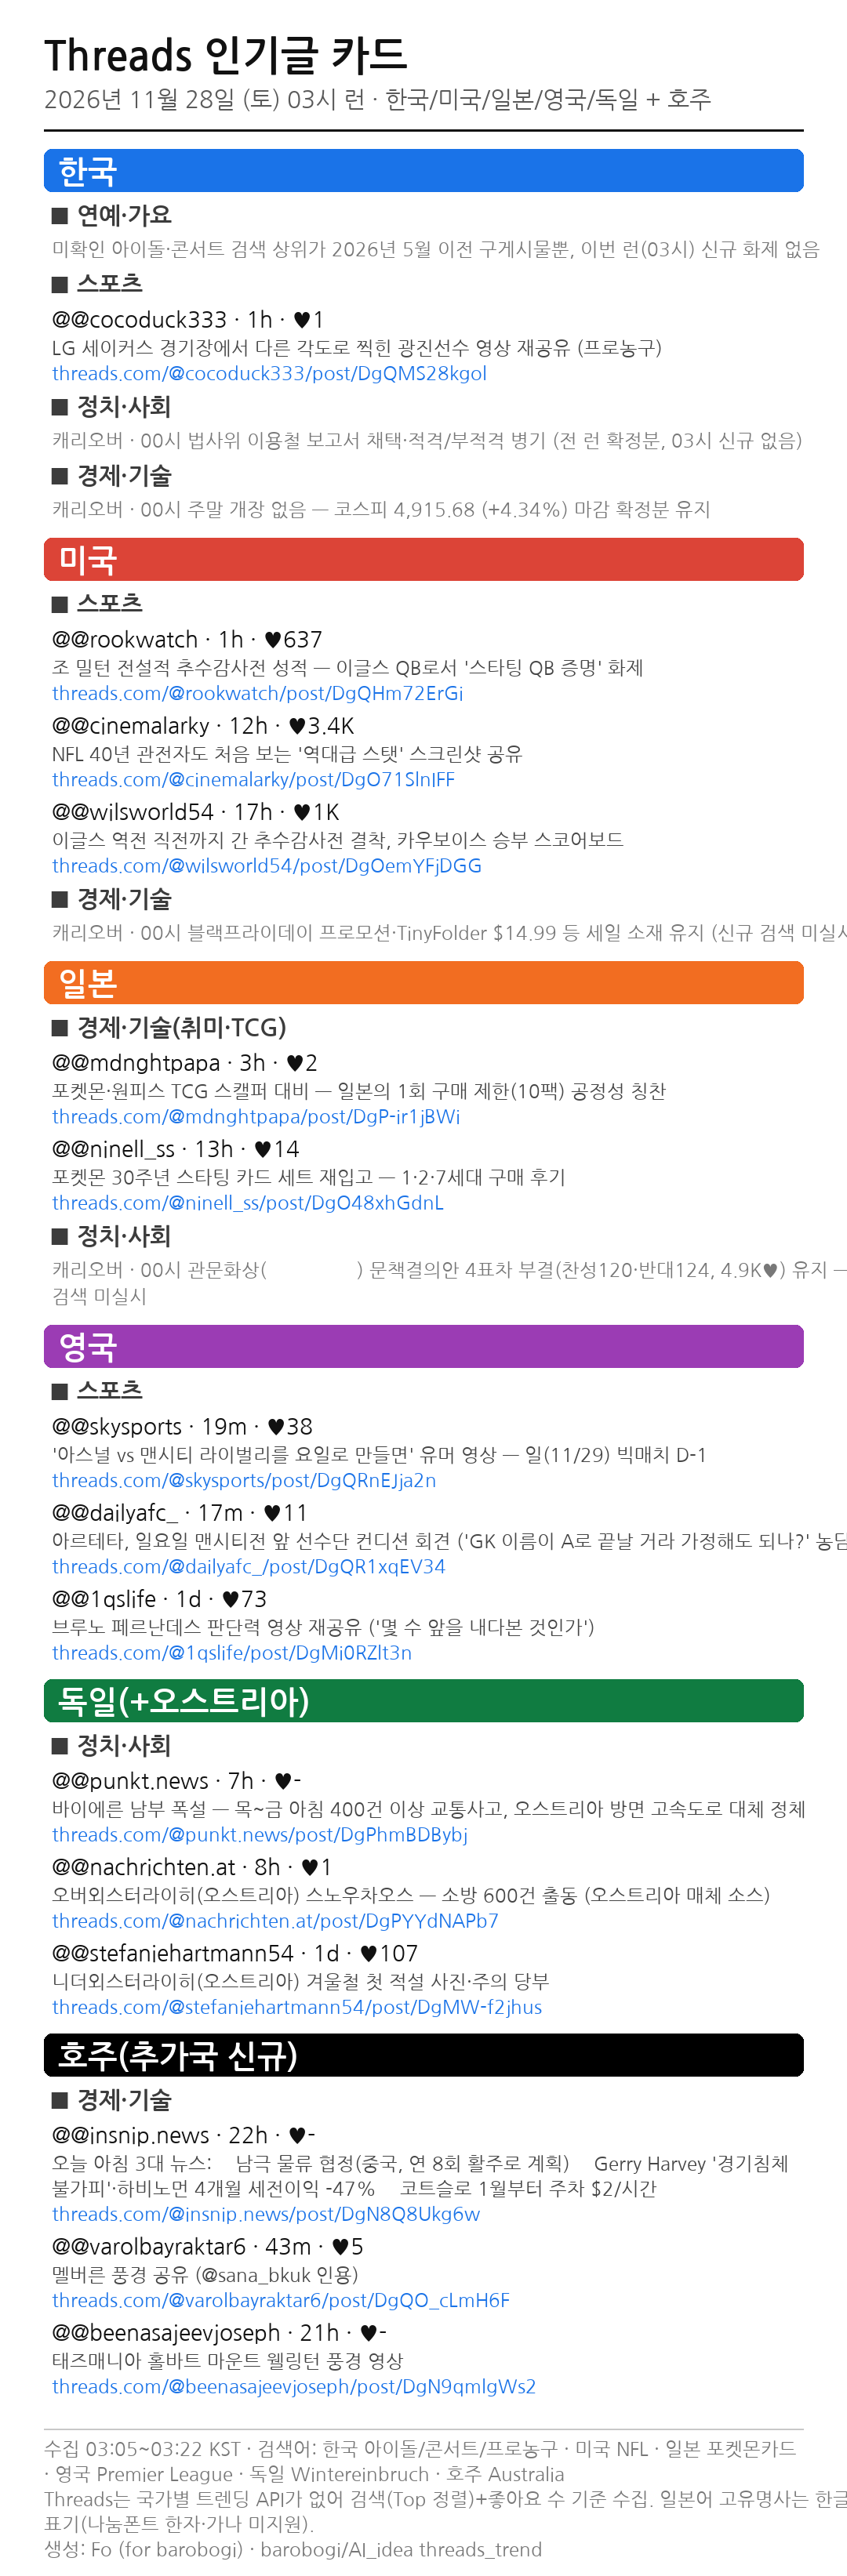 Threads 인기글 카드
2026년 11월 28일 (토) 03시 런 · 한국/미국/일본/영국/독일 + 호주
한국
■ 연예·가요
미확인 아이돌·콘서트 검색 상위가 2026년 5월 이전 구게시물뿐, 이번 런(03시) 신규 화제 없음
■ 스포츠
@@cocoduck333 · 1h · ♥1
LG 세이커스 경기장에서 다른 각도로 찍힌 광진선수 영상 재공유 (프로농구)
threads.com/@cocoduck333/post/DgQMS28kgol
■ 정치·사회
캐리오버 · 00시 법사위 이용철 보고서 채택·적격/부적격 병기 (전 런 확정분, 03시 신규 없음)
■ 경제·기술
캐리오버 · 00시 주말 개장 없음 — 코스피 4,915.68 (+4.34%) 마감 확정분 유지
미국
■ 스포츠
@@rookwatch · 1h · ♥637
조 밀턴 전설적 추수감사전 성적 — 이글스 QB로서 '스타팅 QB 증명' 화제
threads.com/@rookwatch/post/DgQHm72ErGi
@@cinemalarky · 12h · ♥3.4K
NFL 40년 관전자도 처음 보는 '역대급 스탯' 스크린샷 공유
threads.com/@cinemalarky/post/DgO71SlnIFF
@@wilsworld54 · 17h · ♥1K
이글스 역전 직전까지 간 추수감사전 결착, 카우보이스 승부 스코어보드
threads.com/@wilsworld54/post/DgOemYFjDGG
■ 경제·기술
캐리오버 · 00시 블랙프라이데이 프로모션·TinyFolder $14.99 등 세일 소재 유지 (신규 검색 미실시
일본
■ 경제·기술(취미·TCG)
@@mdnghtpapa · 3h · ♥2
포켓몬·원피스 TCG 스캘퍼 대비 — 일본의 1회 구매 제한(10팩) 공정성 칭찬
threads.com/@mdnghtpapa/post/DgP-ir1jBWi
@@ninell_ss · 13h · ♥14
포켓몬 30주년 스타팅 카드 세트 재입고 — 1·2·7세대 구매 후기
threads.com/@ninell_ss/post/DgO48xhGdnL
■ 정치·사회
캐리오버 · 00시 관문화상( ) 문책결의안 4표차 부결(찬성120·반대124, 4.9K♥) 유지 —
검색 미실시
영국
■ 스포츠
@@skysports · 19m · ♥38
'아스널 vs 맨시티 라이벌리를 요일로 만들면' 유머 영상 — 일(11/29) 빅매치 D-1
threads.com/@skysports/post/DgQRnEJja2n
@@dailyafc_ · 17m · ♥11
아르테타, 일요일 맨시티전 앞 선수단 컨디션 회견 ('GK 이름이 A로 끝날 거라 가정해도 되나?' 농담
threads.com/@dailyafc_/post/DgQR1xqEV34
@@1qslife · 1d · ♥73
브루노 페르난데스 판단력 영상 재공유 ('몇 수 앞을 내다본 것인가')
threads.com/@1qslife/post/DgMi0RZlt3n
독일(+오스트리아)
■ 정치·사회
@@punkt.news · 7h · ♥-
바이에른 남부 폭설 — 목~금 아침 400건 이상 교통사고, 오스트리아 방면 고속도로 대체 정체
threads.com/@punkt.news/post/DgPhmBDBybj
@@nachrichten.at · 8h · ♥1
오버외스터라이히(오스트리아) 스노우차오스 — 소방 600건 출동 (오스트리아 매체 소스)
threads.com/@nachrichten.at/post/DgPYYdNAPb7
@@stefaniehartmann54 · 1d · ♥107
니더외스터라이히(오스트리아) 겨울철 첫 적설 사진·주의 당부
threads.com/@stefaniehartmann54/post/DgMW-f2jhus
호주(추가국 신규)
■ 경제·기술
@@insnip.news · 22h · ♥-
오늘 아침 3대 뉴스: 남극 물류 협정(중국, 연 8회 활주로 계획) Gerry Harvey '경기침체
불가피'·하비노먼 4개월 세전이익 -47% 코트슬로 1월부터 주차 $2/시간
threads.com/@insnip.news/post/DgN8Q8Ukg6w
@@varolbayraktar6 · 43m · ♥5
멜버른 풍경 공유 (@sana_bkuk 인용)
threads.com/@varolbayraktar6/post/DgQO_cLmH6F
@@beenasajeevjoseph · 21h · ♥-
태즈매니아 홀바트 마운트 웰링턴 풍경 영상
threads.com/@beenasajeevjoseph/post/DgN9qmlgWs2
수집 03:05~03:22 KST · 검색어: 한국 아이돌/콘서트/프로농구 · 미국 NFL · 일본 포켓몬카드
· 영국 Premier League · 독일 Wintereinbruch · 호주 Australia
Threads는 국가별 트렌딩 API가 없어 검색(Top 정렬)+좋아요 수 기준 수집. 일본어 고유명사는 한글
표기(나눔폰트 한자·가나 미지원).
생성: Fo (for barobogi) · barobogi/AI_idea threads_trend